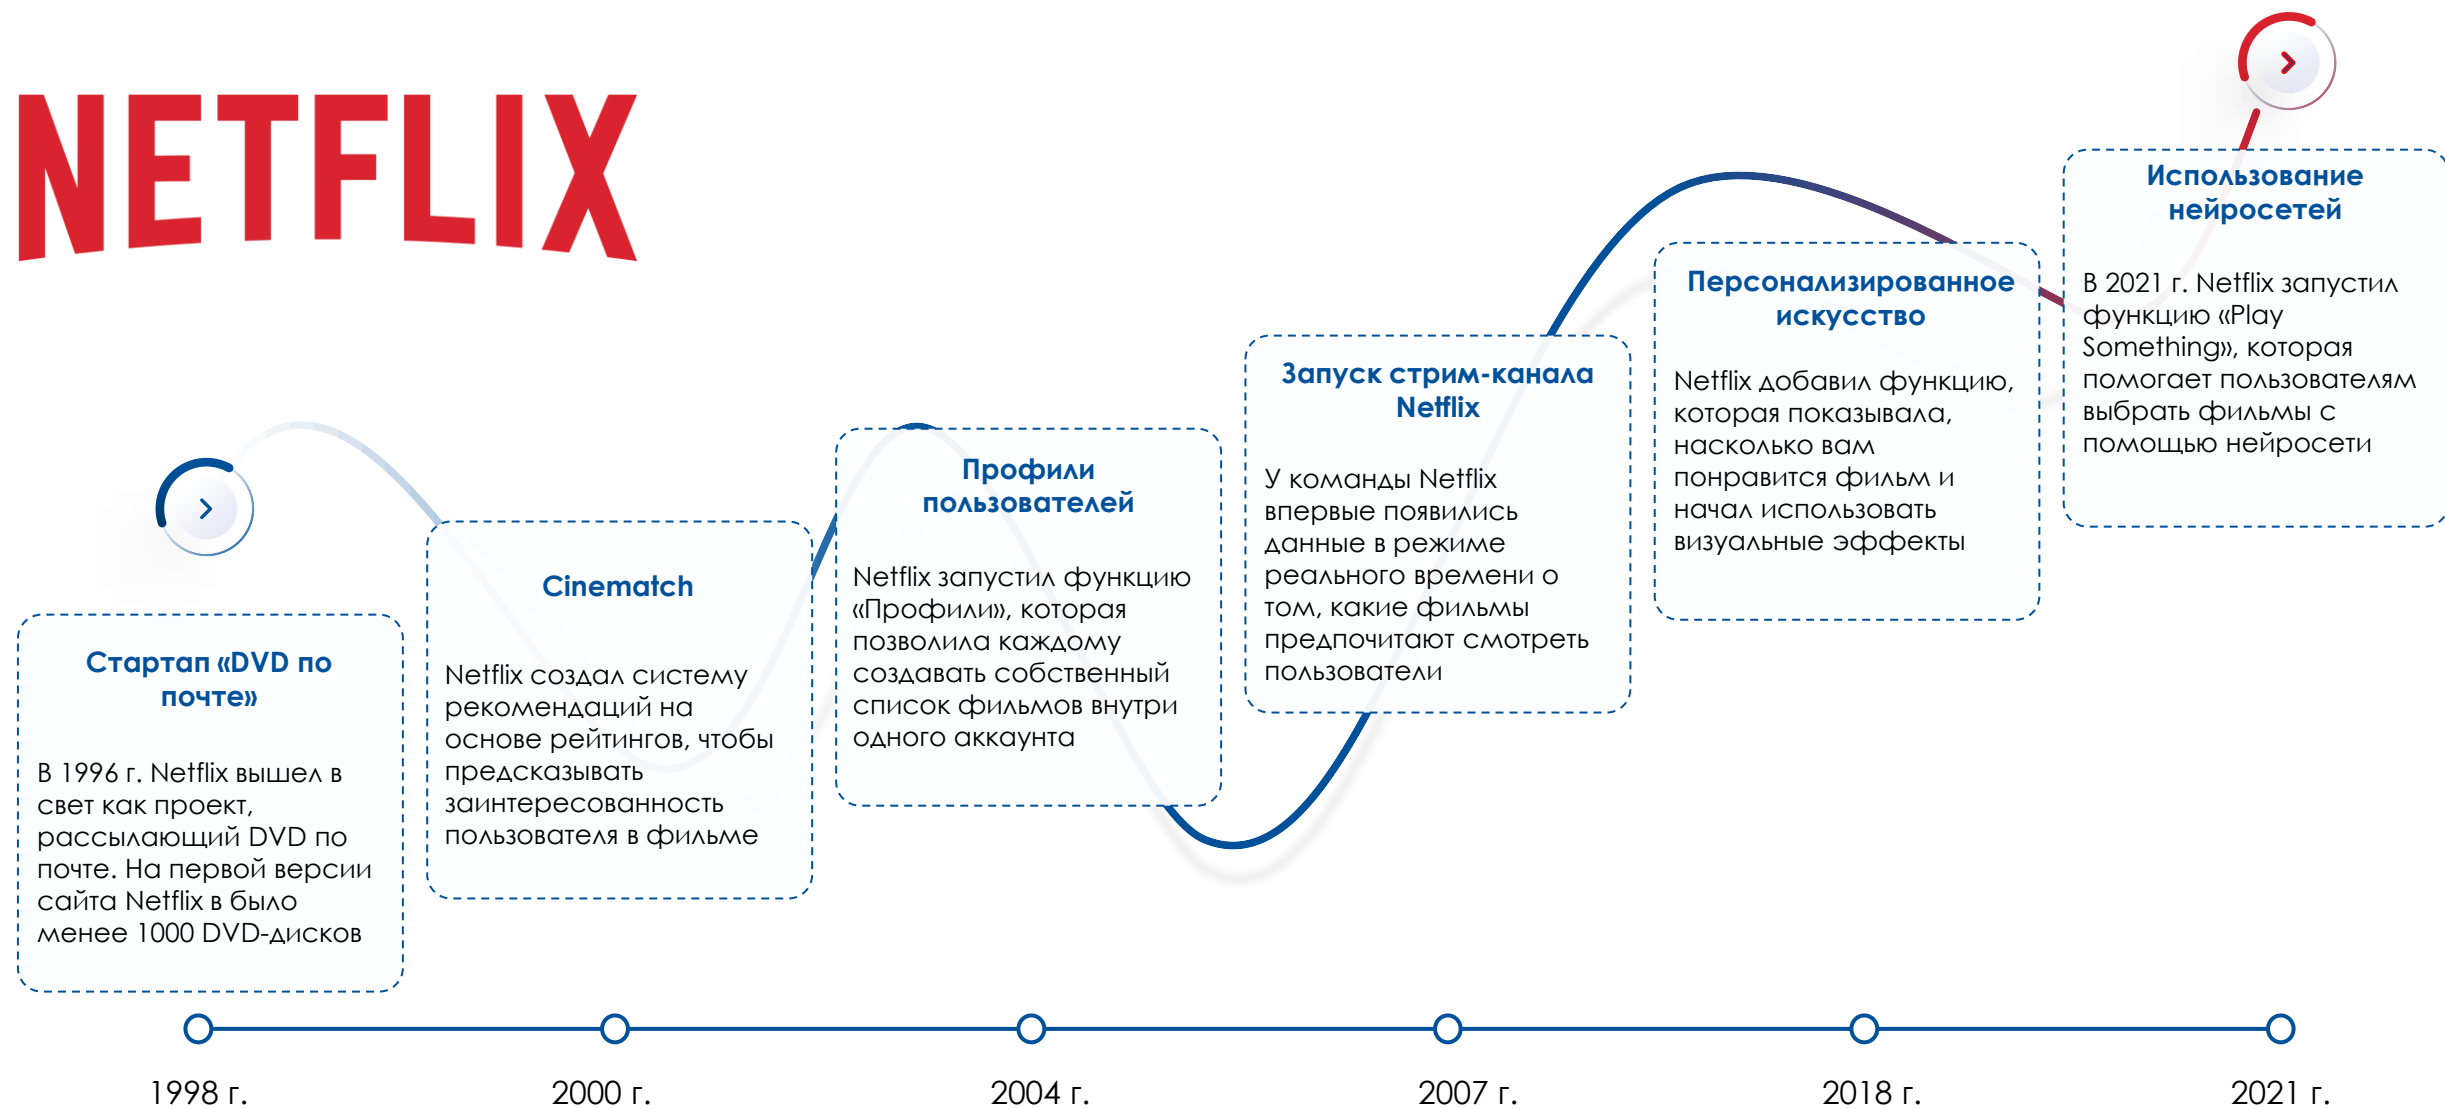 NETFLIX
Стартап «DVD по
почте»
В 1996 г. Netflix вышел в
свет как проект,
рассылающий DVD по
почте. На первой версии
сайта Netflix в было
менее 1000 DVD-дисков
Cinematch
Netflix создал систему
рекомендаций на
основе рейтингов, чтобы
предсказывать
заинтересованность
пользователя в фильме
Профили
пользователей
Netflix запустил функцию
«Профили», которая
позволила каждому
создавать собственный
список фильмов внутри
одного аккаунта
Запуск стрим-канала
Netflix
У команды Netflix
впервые появились
данные в режиме
реального времени о
том, какие фильмы
предпочитают смотреть
пользователи
Персонализированное
искусство
Netflix добавил функцию,
которая показывала,
насколько вам
понравится фильм и
начал использовать
визуальные эффекты
Использование
нейросетей
В 2021 г. Netflix запустил
функцию «Play
Something», которая
помогает пользователям
выбрать фильмы с
помощью нейросети
1998 г.
2000 г.
2004 г.
2007 г.
2018 г.
2021 г.